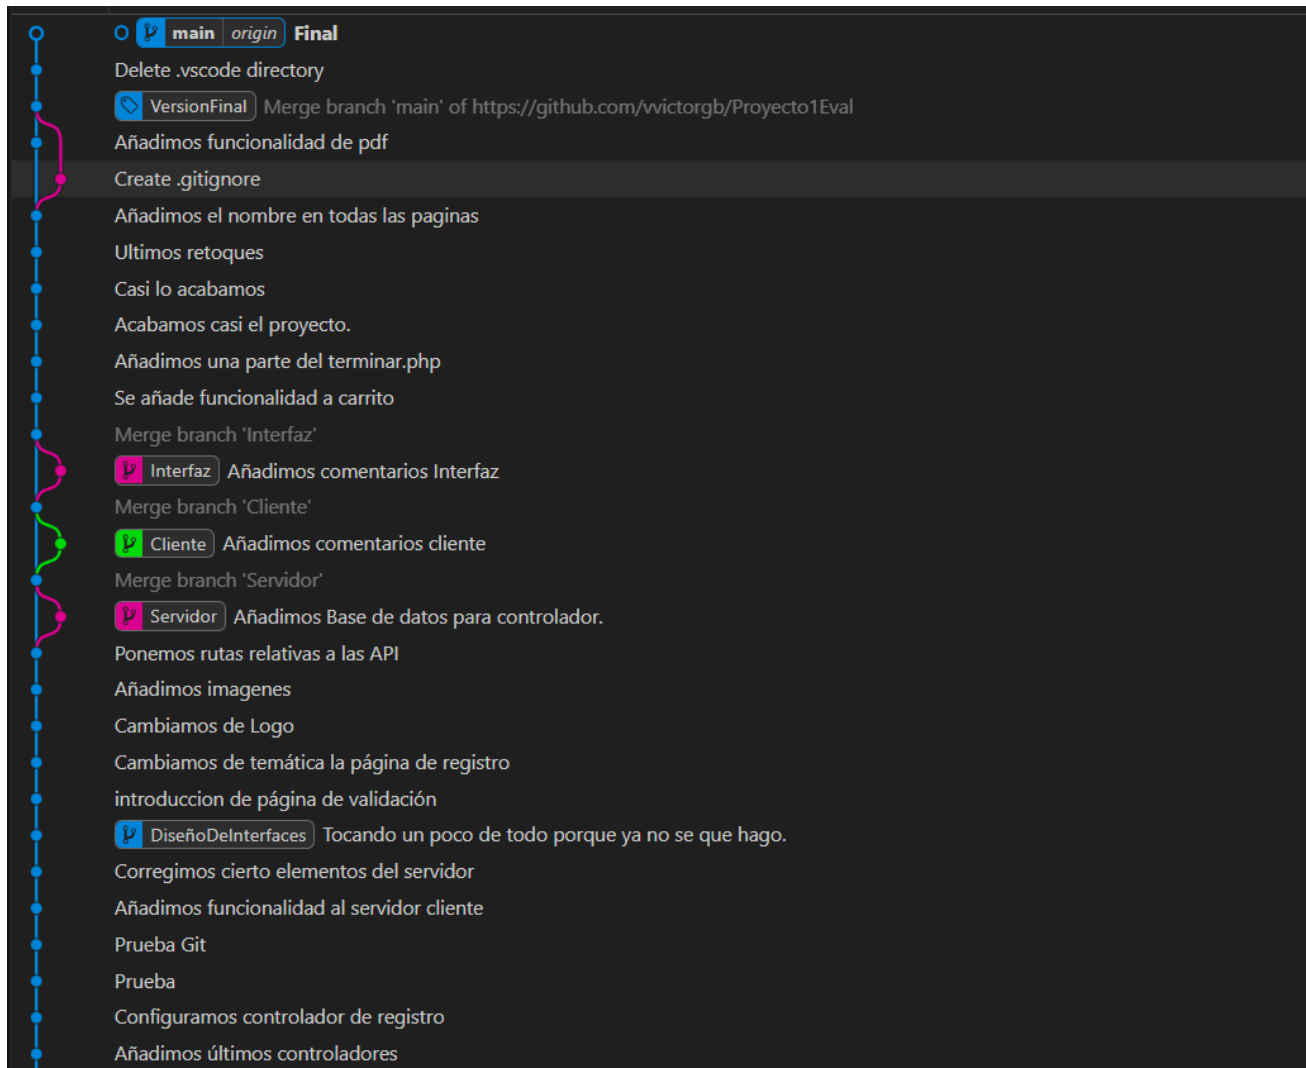 main origin Final
Delete .vscode directory
VersionFinal Merge branch 'main' of https://github.com/vvictorgb/Proyecto1Eval
Añadimos funcionalidad de pdf
Create .gitignore
Añadimos el nombre en todas las paginas
Ultimos retoques
Casi lo acabamos
Acabamos casi el proyecto.
Añadimos una parte del terminar.php
Se añade funcionalidad a carrito
Merge branch 'Interfaz'
Interfaz Añadimos comentarios Interfaz
Merge branch 'Cliente'
Cliente Añadimos comentarios cliente
Merge branch 'Servidor'
Servidor Añadimos Base de datos para controlador.
Ponemos rutas relativas a las API
Añadimos imagenes
Cambiamos de Logo
Cambiamos de temática la página de registro
introduccion de página de validación
DiseñoDeInterfaces Tocando un poco de todo porque ya no se que hago.
Corregimos cierto elementos del servidor
Añadimos funcionalidad al servidor cliente
Prueba Git
Prueba
Configuramos controlador de registro
Añadimos últimos controladores